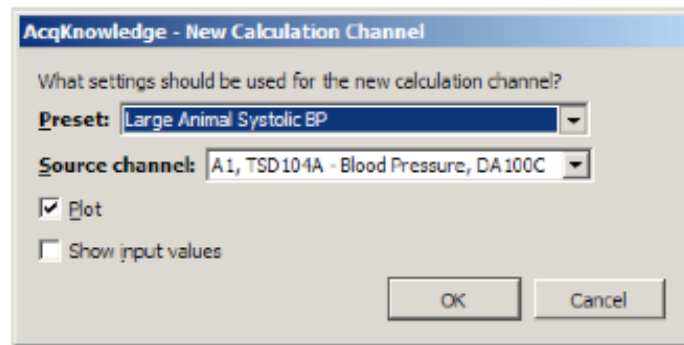 AcqKnowledge - New Calculation Channel
What settings should be used for the new calculation channel?
Preset: Large Animal Systolic BP
Source channel: A1, TSD104A - Blood Pressure, DA100C
Plot
Show input values
OK Cancel